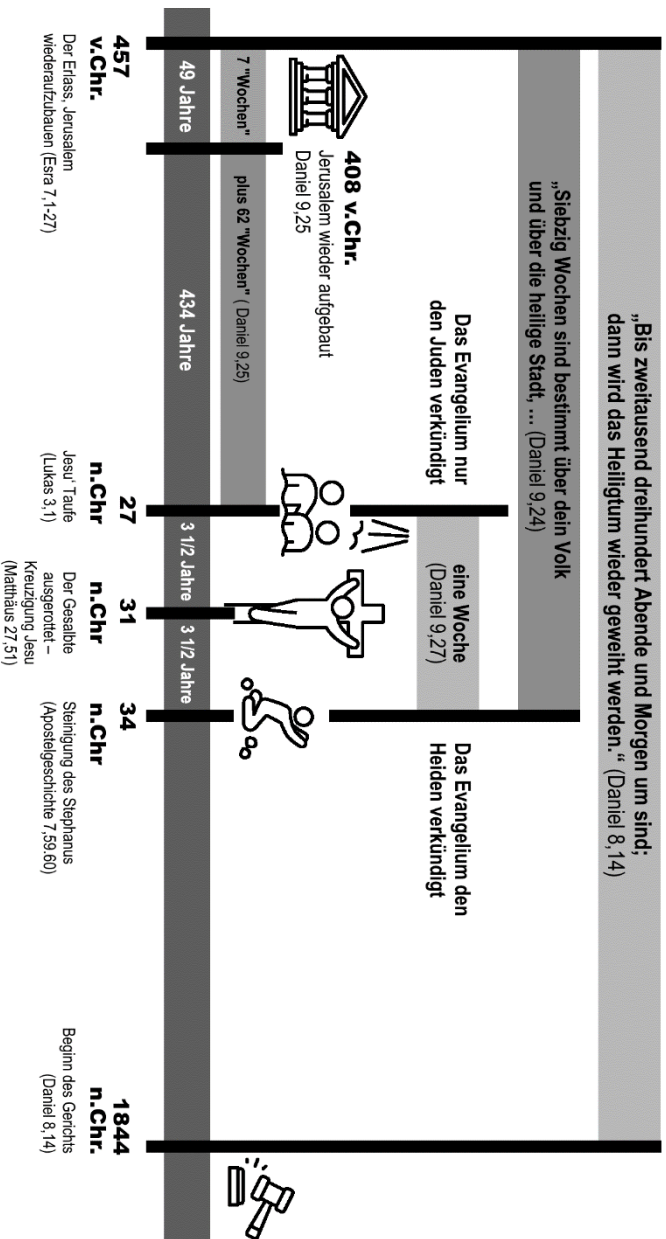 „Bis zweitausend dreihundert Abende und Morgen um sind;
dann wird das Heiligtum wieder geweiht werden.“ (Daniel 8,14)
„Siebzig Wochen sind bestimmt über dein Volk
und über die heilige Stadt, ... (Daniel 9,24)
Das Evangelium nur
den Juden verkündigt
eine Woche
(Daniel 9,27)
Das Evangelium den
Heiden verkündigt
408 v.Chr.
Jerusalem wieder aufgebaut
Daniel 9,25
7 "Wochen"
plus 62 "Wochen" ( Daniel 9,25)
49 Jahre
434 Jahre
3 1/2 Jahre
3 1/2 Jahre
457
v.Chr.
Der Erlass, Jerusalem
wiederaufzubauen (Esra 7,1-27)
27
n.Chr
Jesu' Taufe
(Lukas 3,1)
31
n.Chr
Der Gesalbte
ausgerottet –
Kreuzigung Jesu
(Matthäus 27,51)
34
n.Chr
Steinigung des Stephanus
(Apostelgeschichte 7,59.60)
1844
n.Chr.
Beginn des Gerichts
(Daniel 8,14)